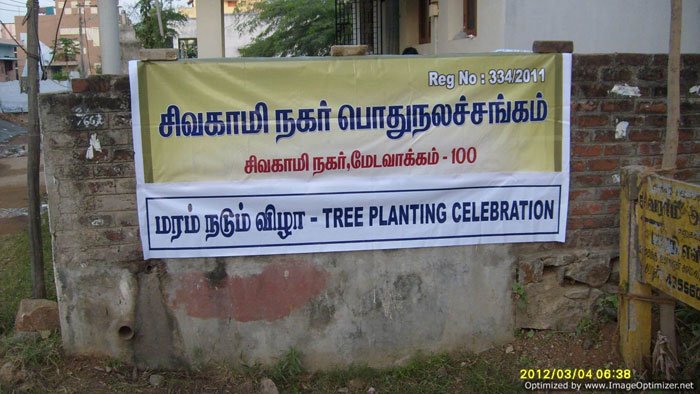 Reg No : 334/2011
சிவகாமி நகர் பொதுநலச்சங்கம்
சிவகாமி நகர்,மேடவாக்கம் - 100
மரம் நடும் விழா - TREE PLANTING CELEBRATION
2012/03/04 06:38
Optimized by www.ImageOptimizer.net